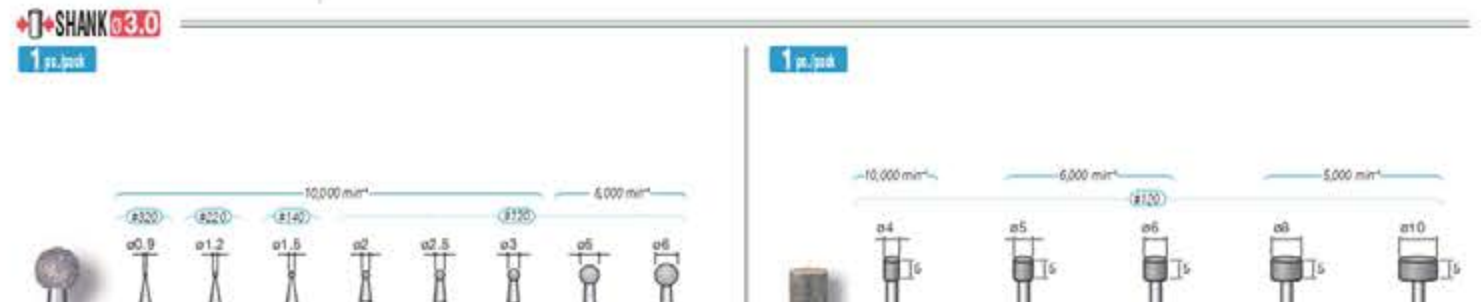 SHANK ø3.0
1 pc./pack
10,000 min⁻¹ 6,000 min⁻¹
#320 #220 #140 #120
ø0.9 ø1.2 ø1.5 ø2 ø2.5 ø3 ø5 ø6
1 pc./pack
10,000 min⁻¹ 6,000 min⁻¹ 5,000 min⁻¹
#120
ø4 ø5 ø6 ø8 ø10
5 5 5 5 5